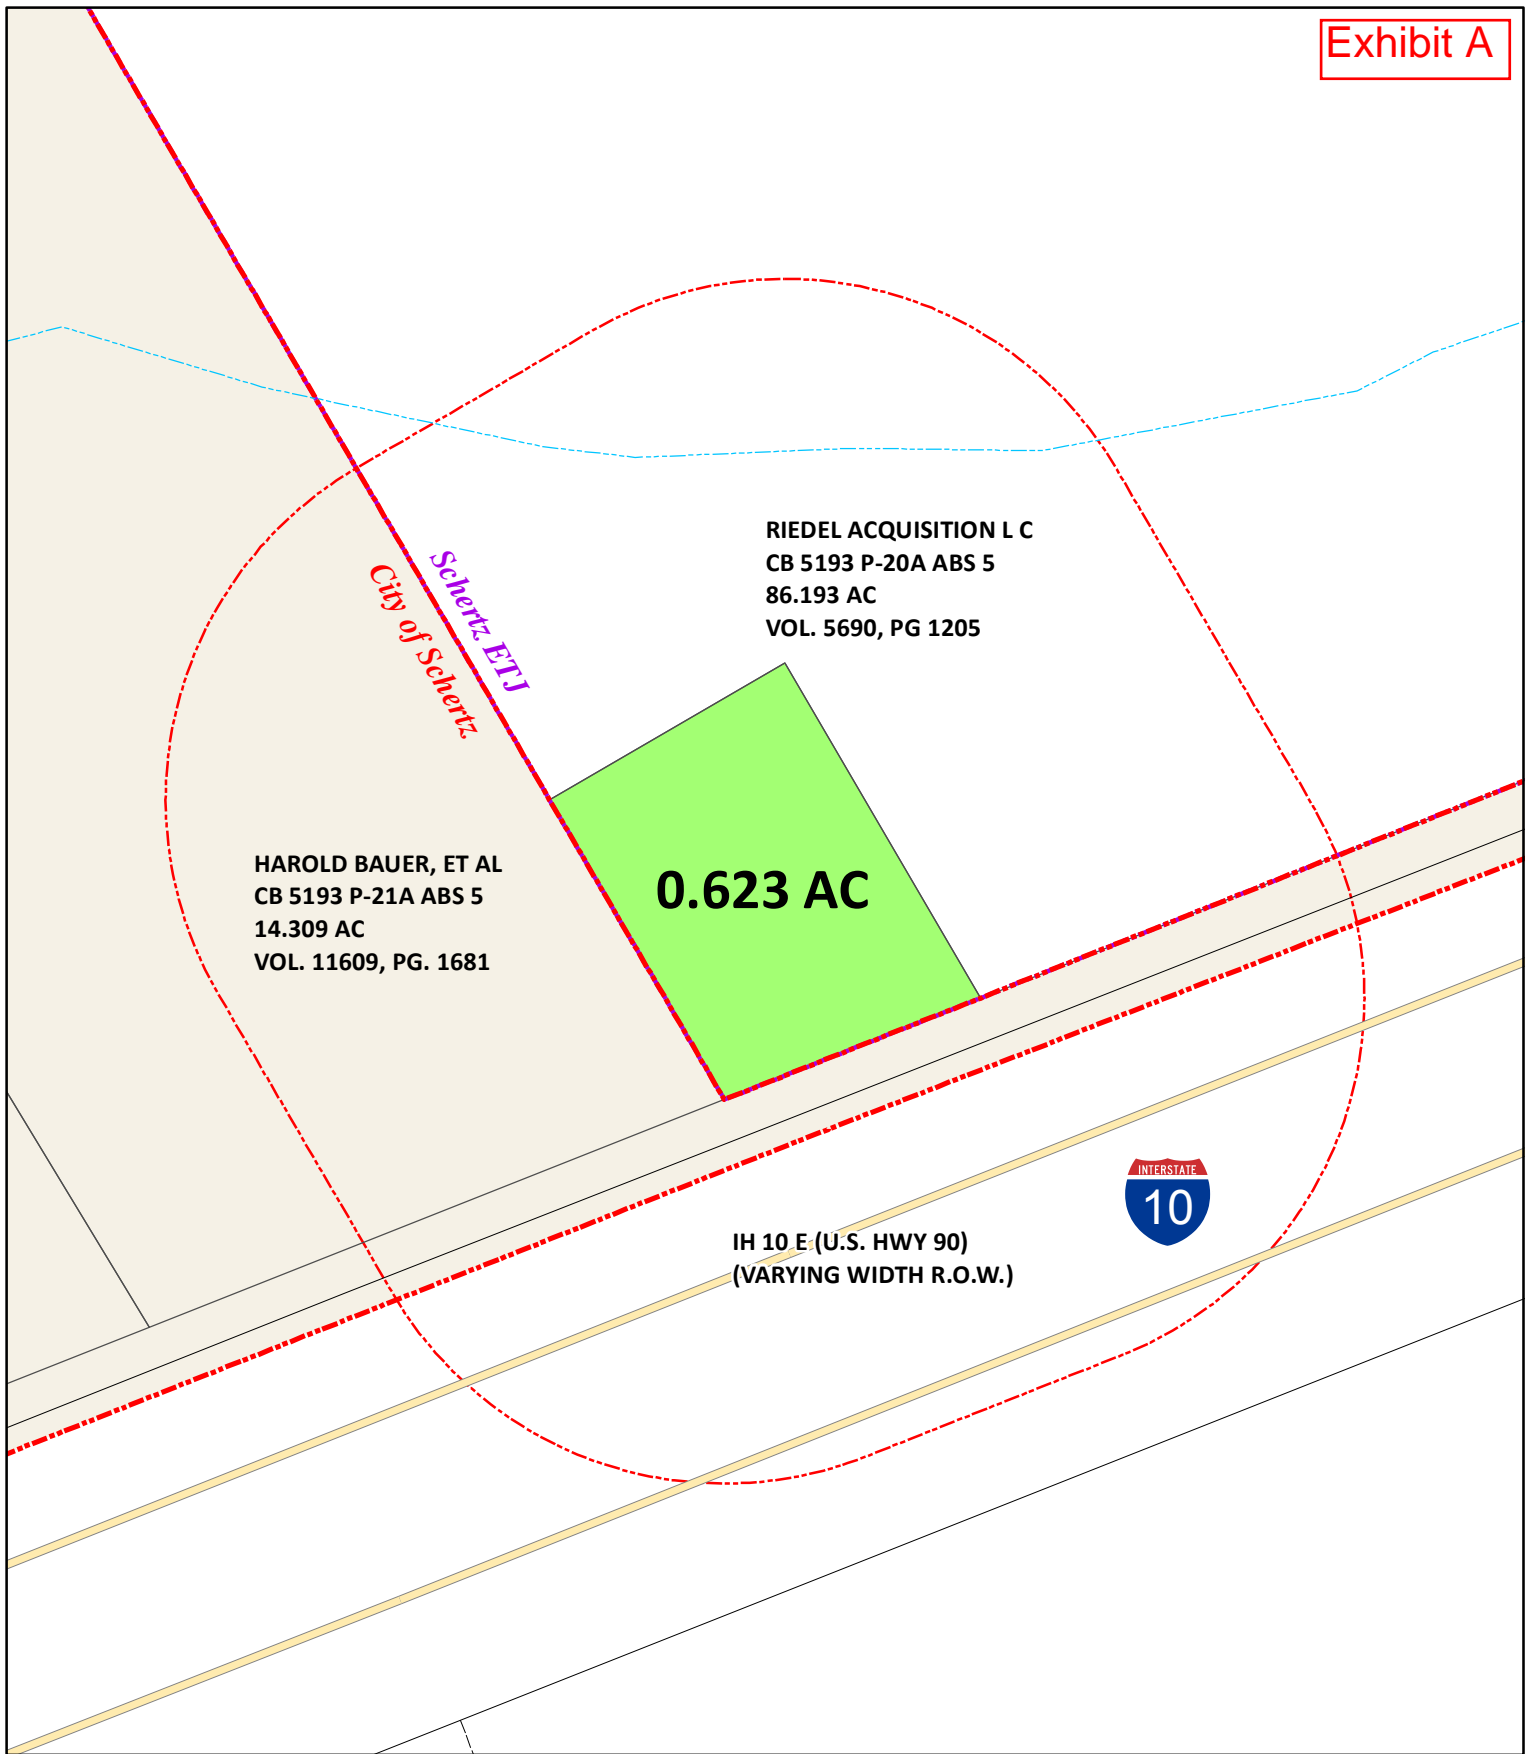 Exhibit A
RIEDEL ACQUISITION L C
CB 5193 P-20A ABS 5
86.193 AC
VOL. 5690, PG 1205
Schertz ETJ
City of Schertz
HAROLD BAUER, ET AL
CB 5193 P-21A ABS 5
14.309 AC
VOL. 11609, PG. 1681
0.623 AC
INTERSTATE
10
IH 10 E (U.S. HWY 90)
(VARYING WIDTH R.O.W.)